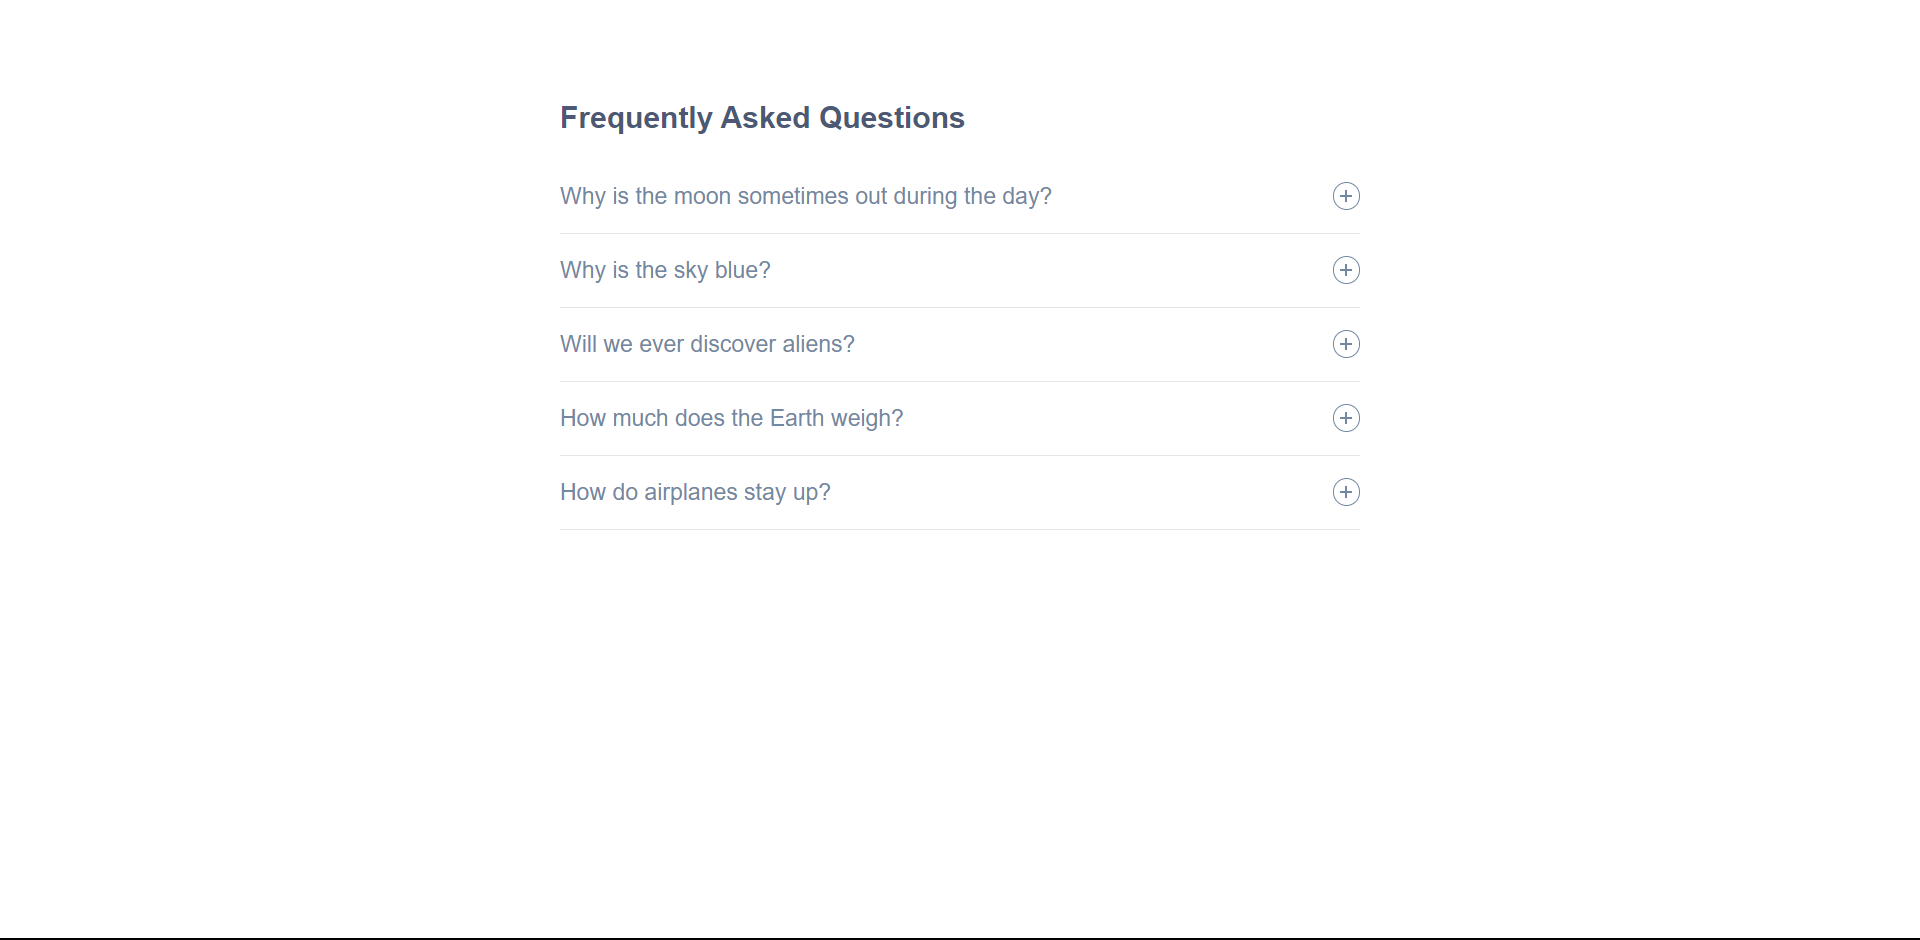 Frequently Asked Questions
Why is the moon sometimes out during the day?
Why is the sky blue?
Will we ever discover aliens?
How much does the Earth weigh?
How do airplanes stay up?